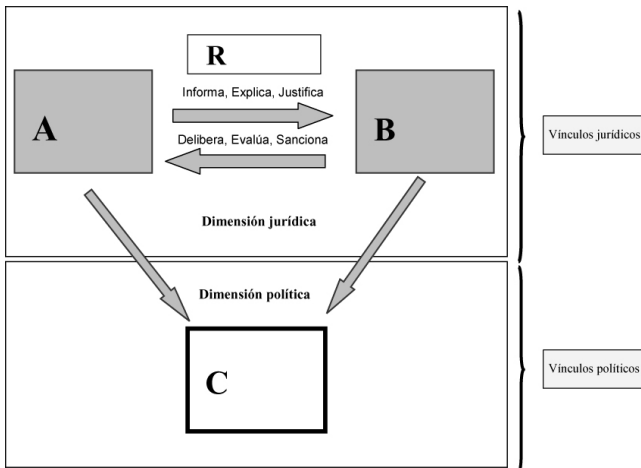 R
Informa, Explica, Justifica
A
B
Delibera, Evalúa, Sanciona
Vínculos jurídicos
Dimensión jurídica
Dimensión política
C
Vínculos políticos